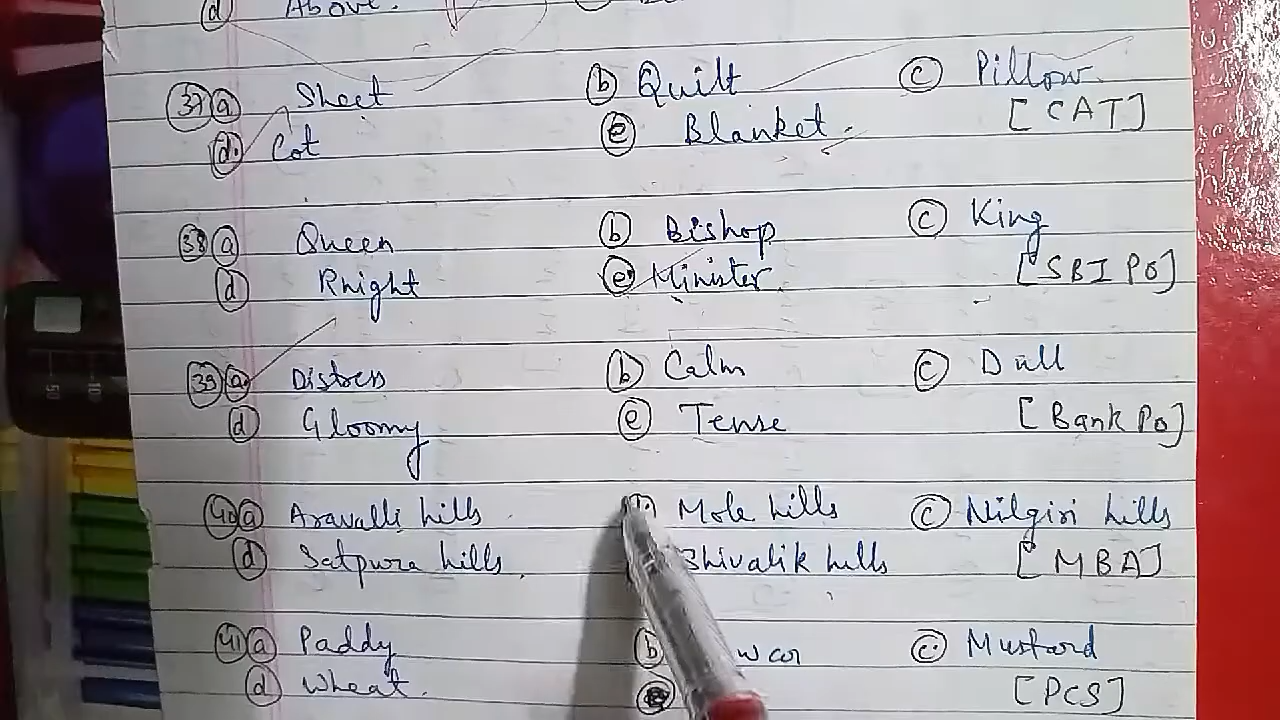 d Above.
37 a Sheet b Quilt c Pillow.
d Cot e Blanket. [CAT]
38 a Queen b Bishop c King
d Knight e Minister. [SBI PO]
39 a Distress b Calm c Dull
d Gloomy e Tense [Bank PO]
40 a Aravalli hills. Mole hills c Nilgiri hills
d Satpura hills. Shivalik hills [MBA]
41 a Paddy b c Mustard
d Wheat. [PCS]
50 10